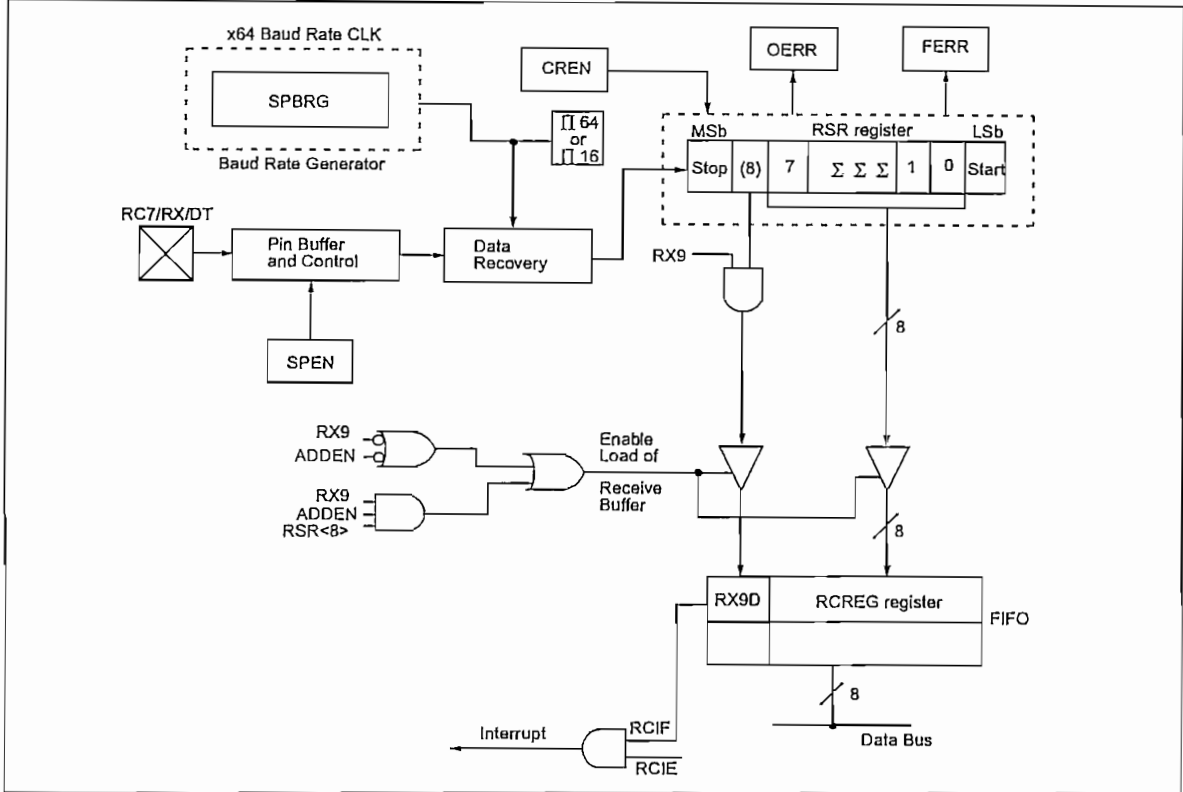 x64 Baud Rate CLK
SPBRG
Baud Rate Generator
CREN
OERR
FERR
∏ 64
or
∏ 16
MSb
RSR register
LSb
Stop
(8)
7
Σ Σ Σ
1
0
Start
RC7/RX/DT
Pin Buffer
and Control
Data
Recovery
SPEN
RX9
8
RX9
ADDEN
RX9
ADDEN
RSR<8>
Enable
Load of
Receive
Buffer
8
RX9D
RCREG register
FIFO
8
Data Bus
Interrupt
RCIF
RCIE